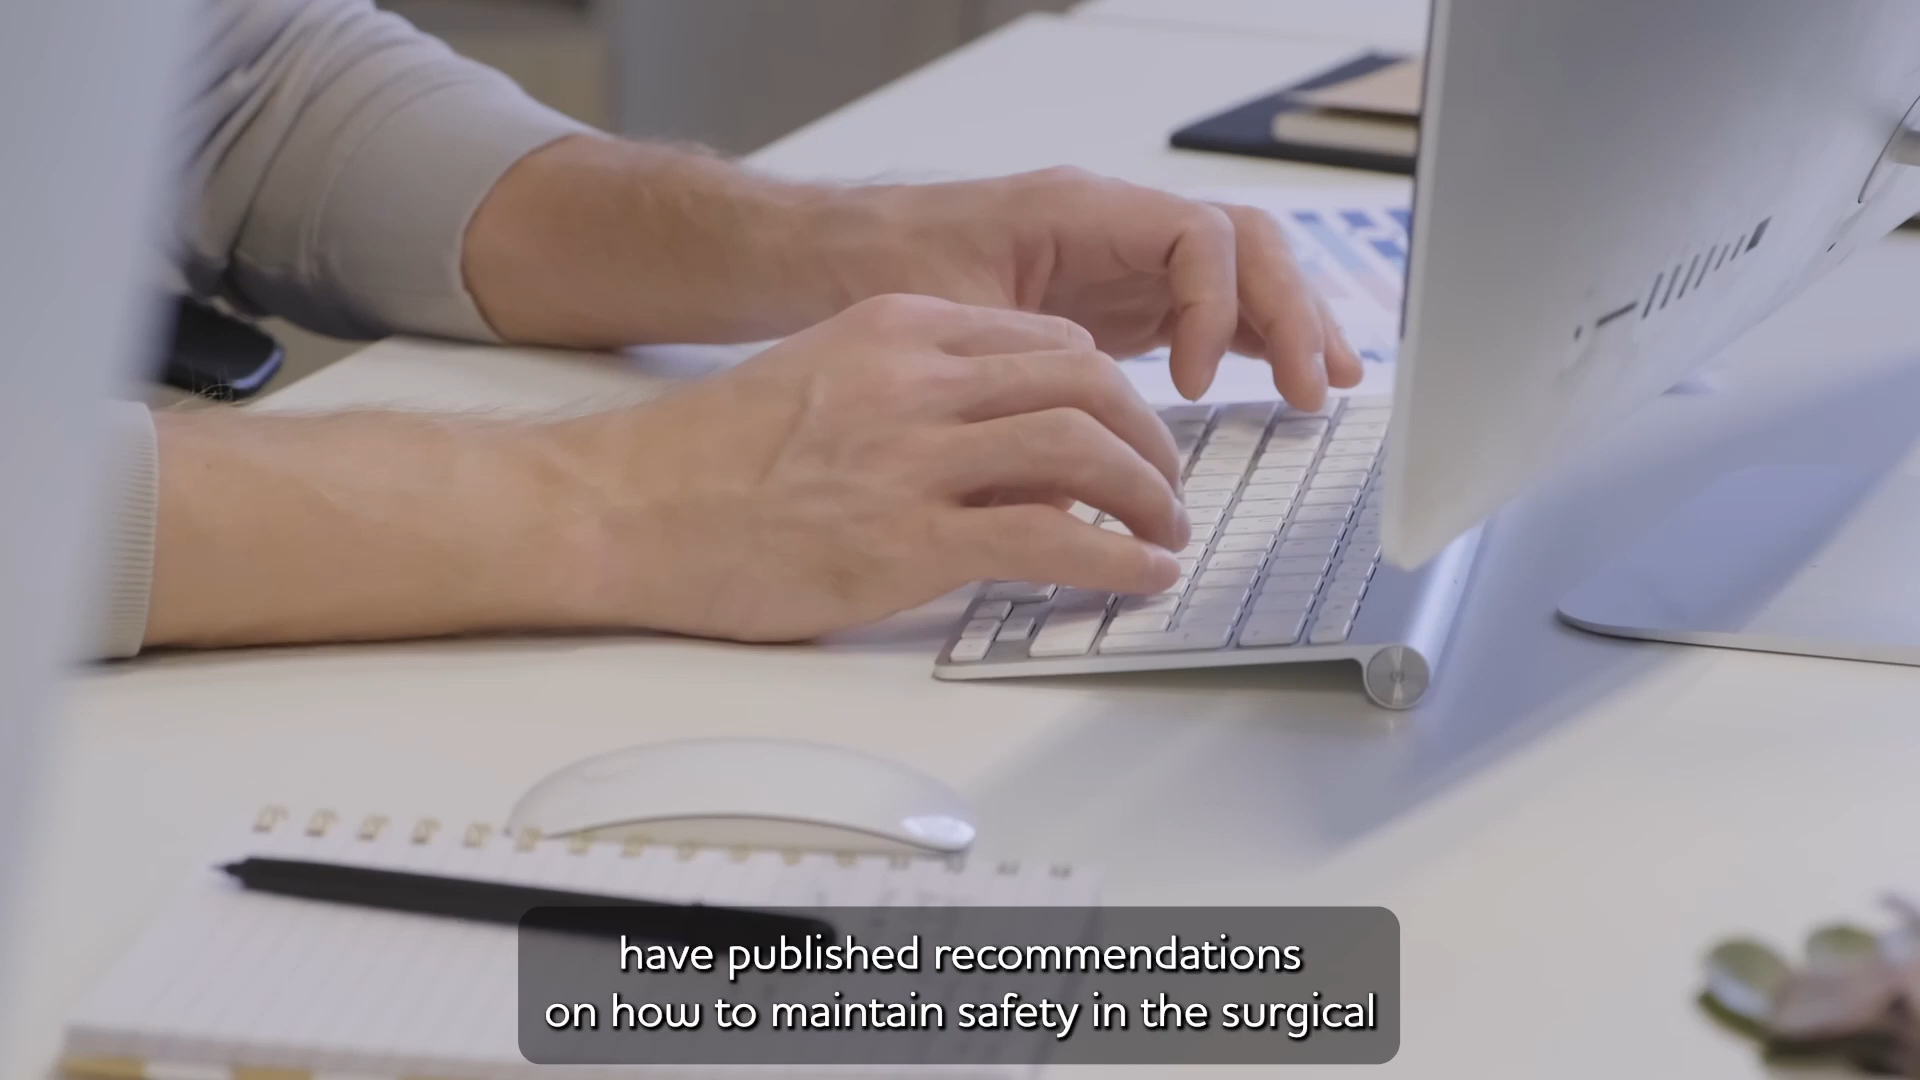 have published recommendations
on how to maintain safety in the surgical